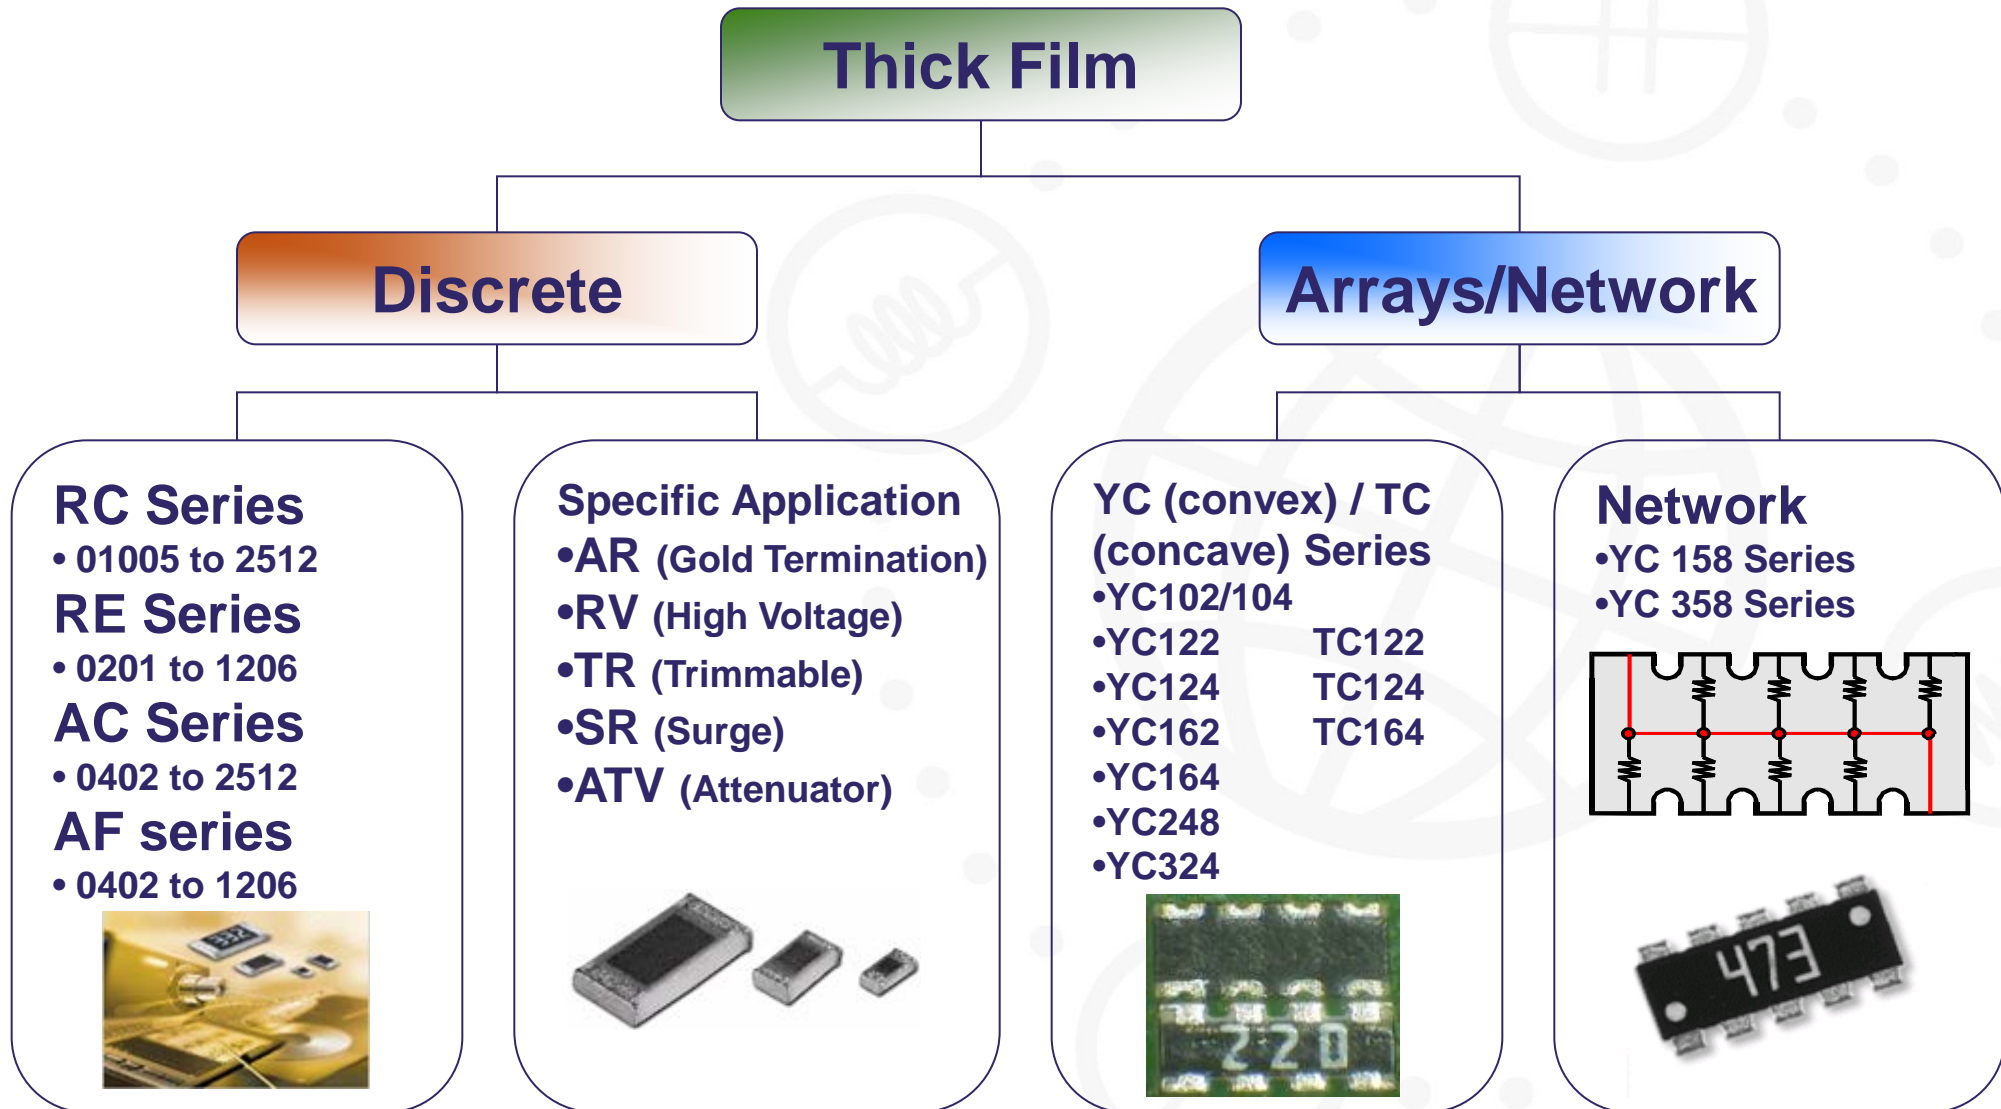 Thick Film
Discrete
Arrays/Network
RC Series
• 01005 to 2512
RE Series
• 0201 to 1206
AC Series
• 0402 to 2512
AF series
• 0402 to 1206
332
Specific Application
•AR (Gold Termination)
•RV (High Voltage)
•TR (Trimmable)
•SR (Surge)
•ATV (Attenuator)
YC (convex) / TC
(concave) Series
•YC102/104
•YC122 TC122
•YC124 TC124
•YC162 TC164
•YC164
•YC248
•YC324
220
Network
•YC 158 Series
•YC 358 Series
473